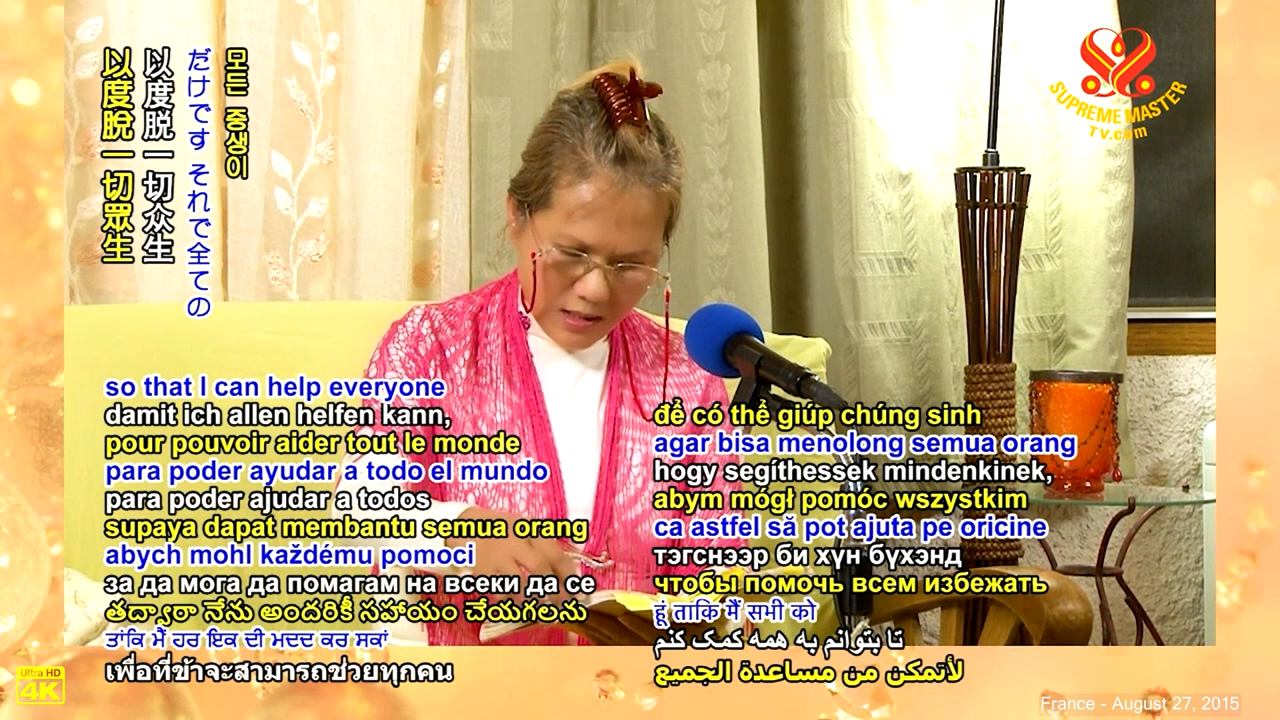 以度脫一切眾生
以度脱一切众生
だけです それで全ての
모든 중생이
SUPREME MASTER
TV.com
so that I can help everyone
damit ich allen helfen kann,
pour pouvoir aider tout le monde
para poder ayudar a todo el mundo
para poder ajudar a todos
supaya dapat membantu semua orang
abych mohl každému pomoci
за да мога да помагам на всеки да се
తద్వారా నేను అందరికీ సహాయం చేయగలను
ਤਾਂਕਿ ਮੈਂ ਹਰ ਇਕ ਦੀ ਮਦਦ ਕਰ ਸਕਾਂ
เพื่อที่ข้าจะสามารถช่วยทุกคน
để có thể giúp chúng sinh
agar bisa menolong semua orang
hogy segíthessek mindenkinek,
abym mógł pomóc wszystkim
ca astfel să pot ajuta pe oricine
тэгснээр би хүн бүхэнд
чтобы помочь всем избежать
हूं ताकि मैं सभी को
تا بتوانم به همه کمک کنم
لأتمكن من مساعدة الجميع
Ultra HD
4K
France - August 27, 2015